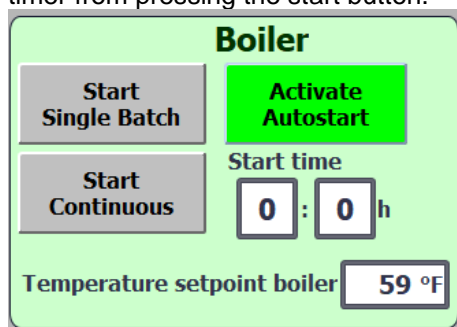 timer from pressing the start button.
Boiler
Start
Single Batch
Activate
Autostart
Start
Continuous
Start time
0 : 0 h
Temperature setpoint boiler 59 °F